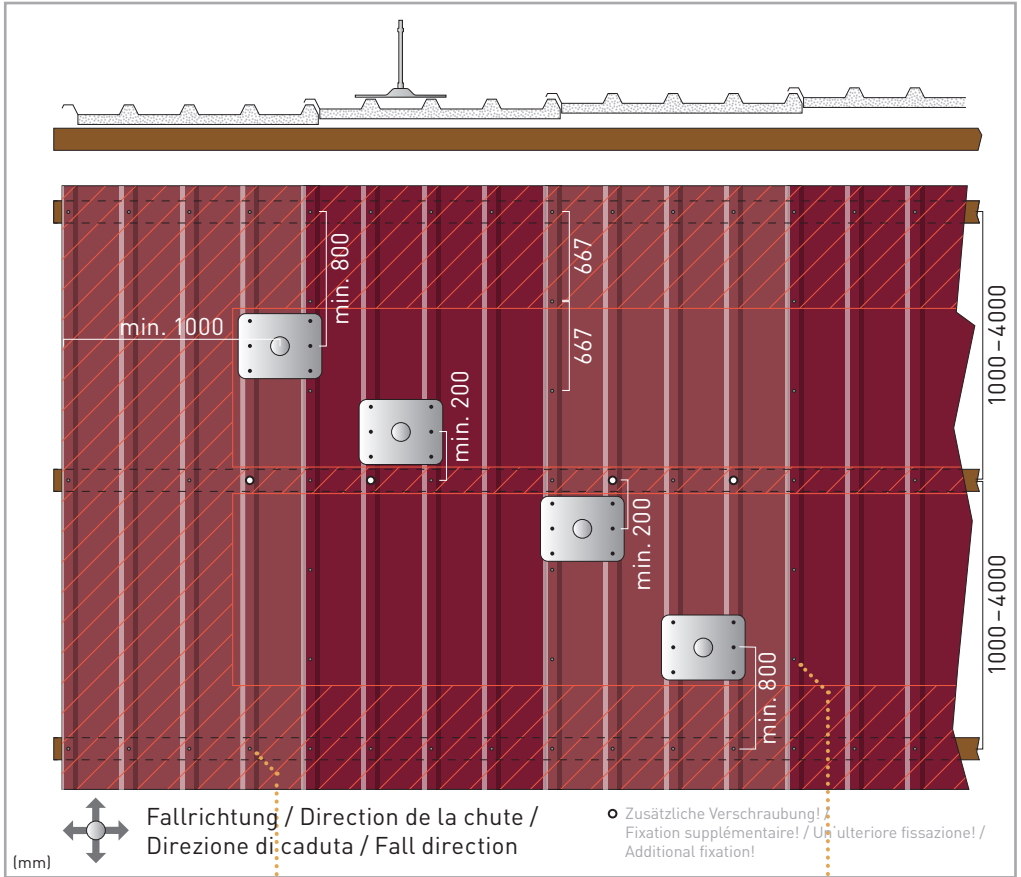 min. 800
667
min. 1000
667
1000–4000
min. 200
min. 200
1000–4000
min. 800
Fallrichtung / Direction de la chute /
Direzione di caduta / Fall direction
Zusätzliche Verschraubung! /
Fixation supplémentaire! / Un'ulteriore fissazione! /
Additional fixation!
(mm)